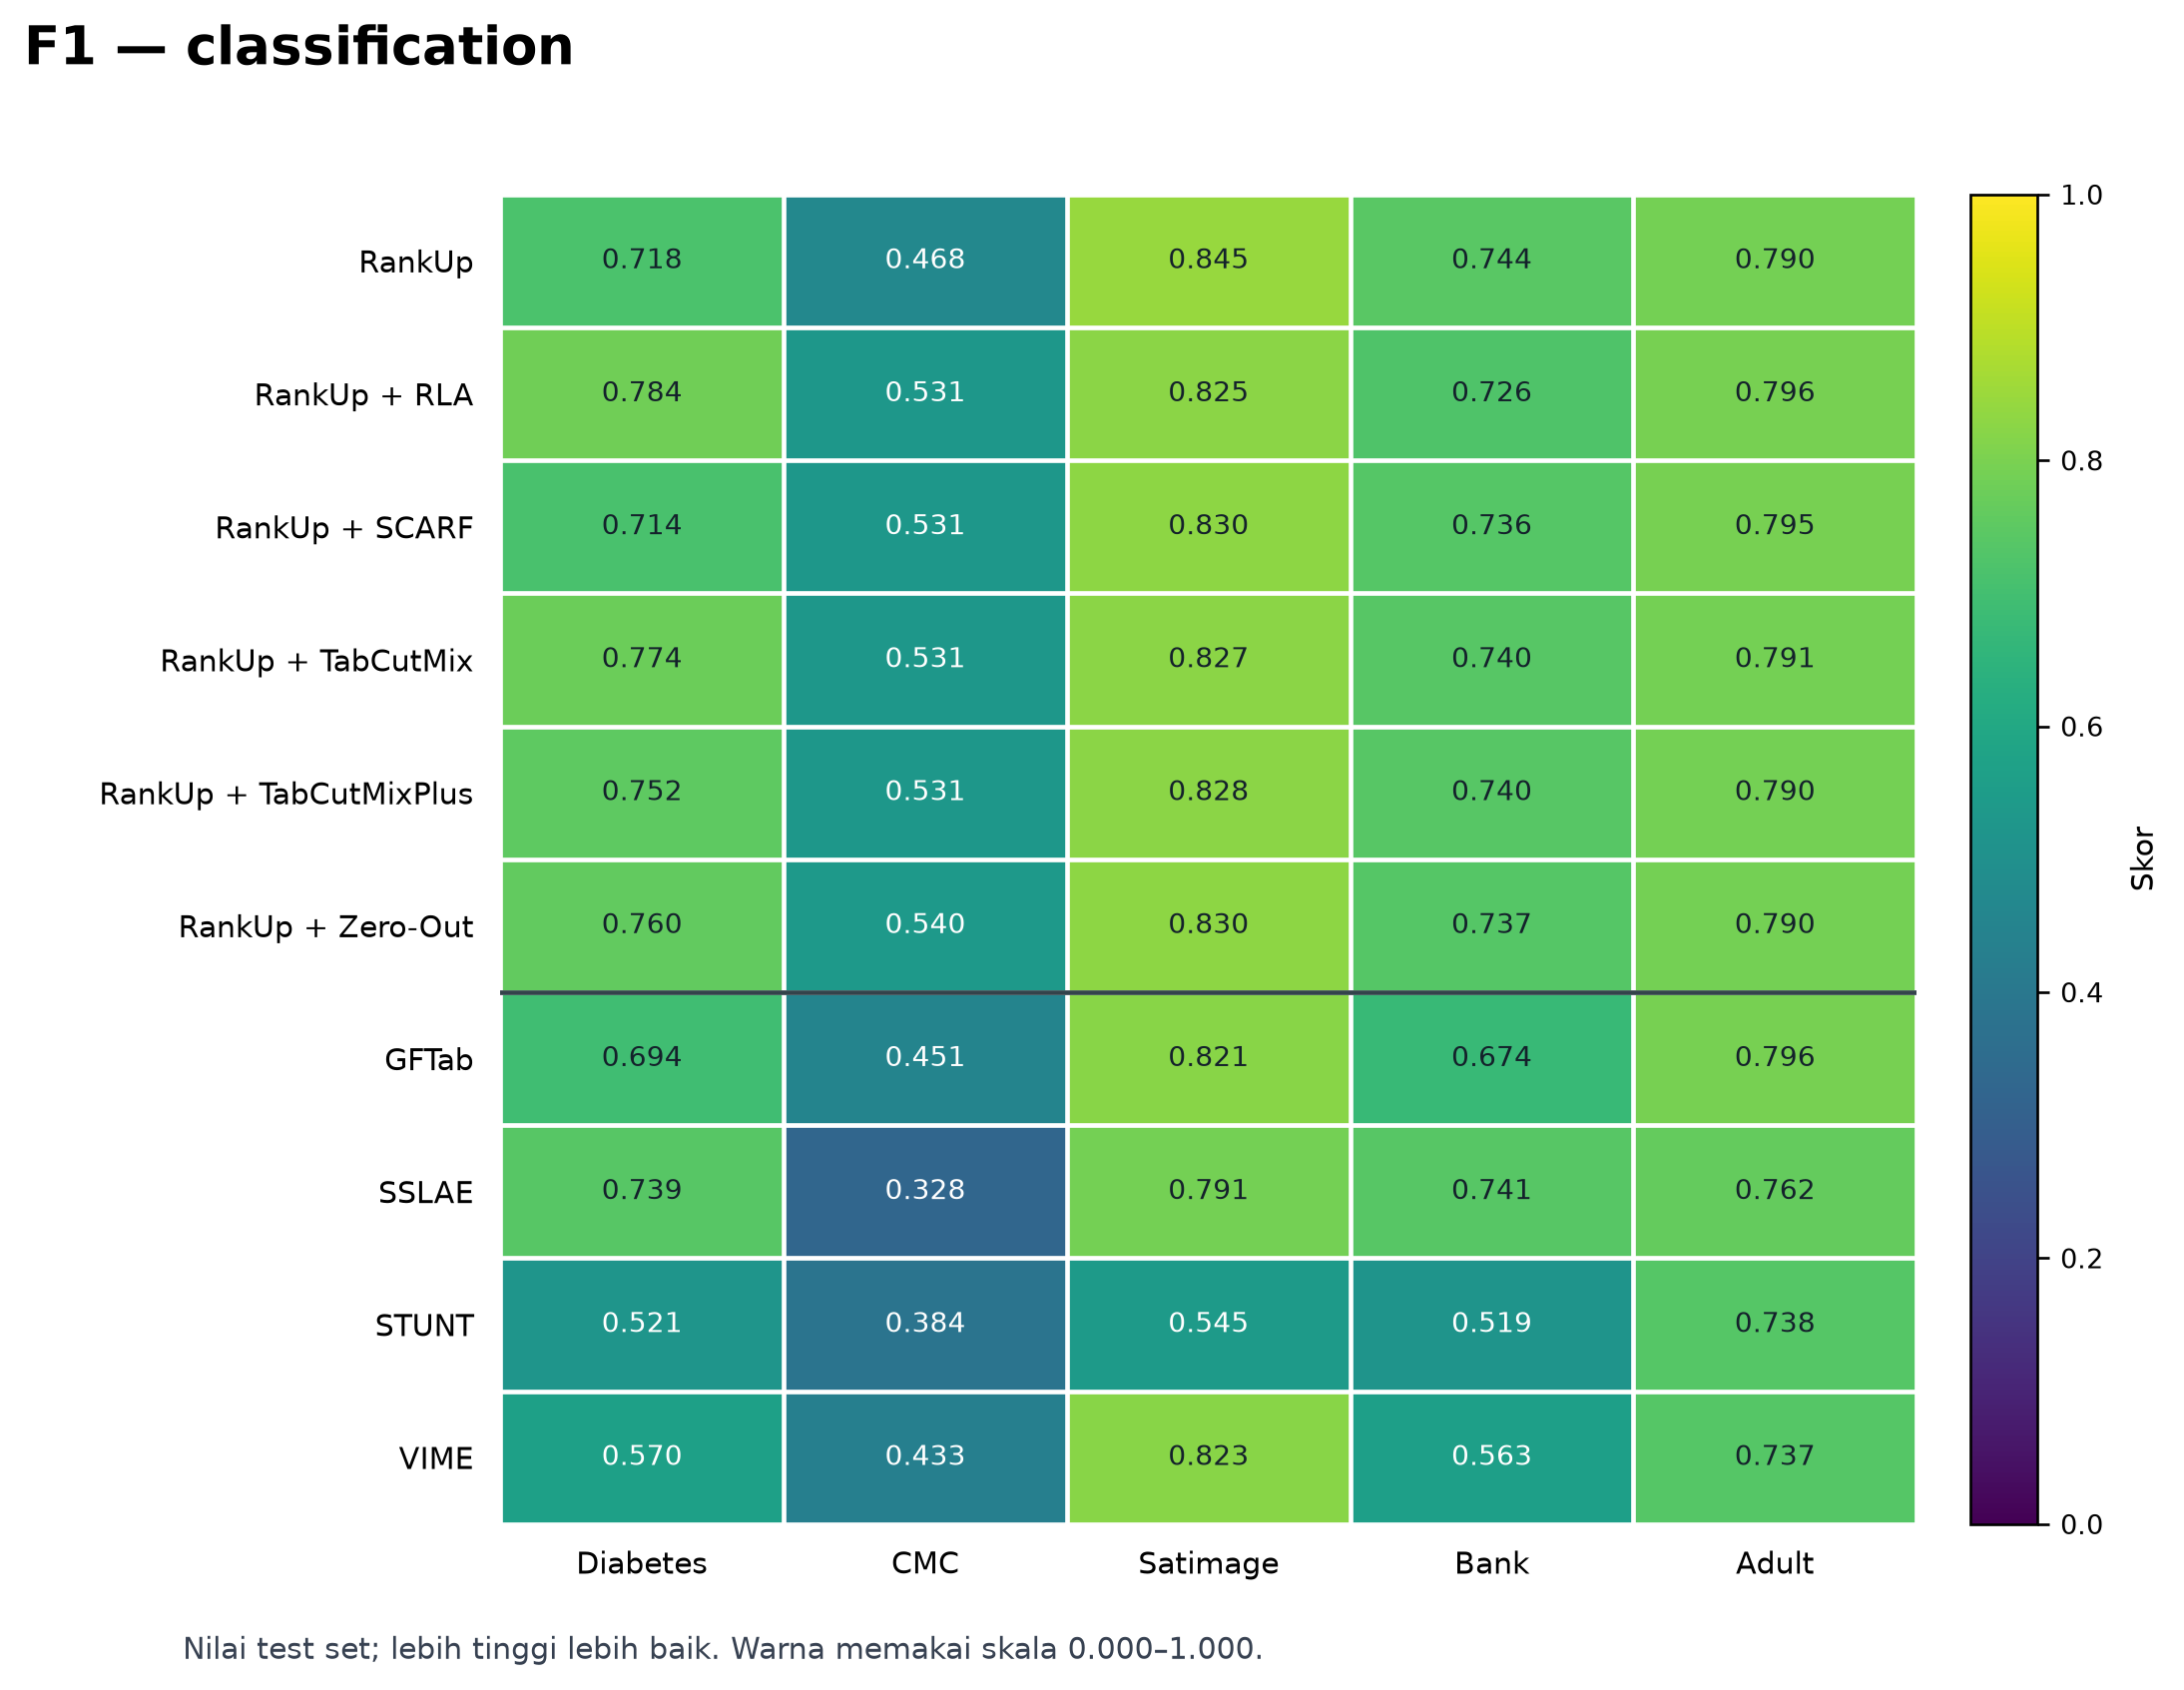 F1 — classification
1.0
RankUp 0.718 0.468 0.845 0.744 0.790
RankUp + RLA 0.784 0.531 0.825 0.726 0.796
0.8
RankUp + SCARF 0.714 0.531 0.830 0.736 0.795
RankUp + TabCutMix 0.774 0.531 0.827 0.740 0.791
0.6
RankUp + TabCutMixPlus 0.752 0.531 0.828 0.740 0.790
Skor
RankUp + Zero-Out 0.760 0.540 0.830 0.737 0.790
0.4
GFTab 0.694 0.451 0.821 0.674 0.796
SSLAE 0.739 0.328 0.791 0.741 0.762
0.2
STUNT 0.521 0.384 0.545 0.519 0.738
VIME 0.570 0.433 0.823 0.563 0.737
0.0
Diabetes CMC Satimage Bank Adult
Nilai test set; lebih tinggi lebih baik. Warna memakai skala 0.000–1.000.